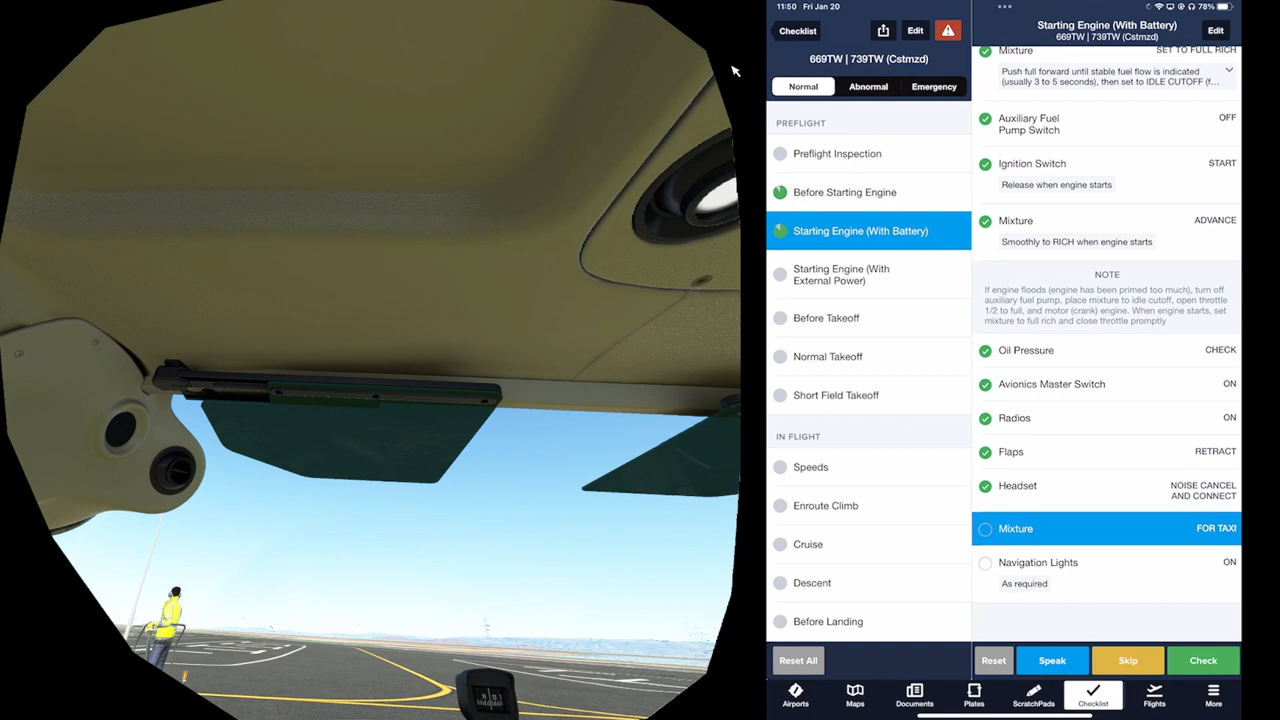 11:50 Fri Jan 20
78%
Checklist
Edit
669TW | 739TW (Cstmzd)
Normal
Abnormal
Emergency
PREFLIGHT
Preflight Inspection
Before Starting Engine
Starting Engine (With Battery)
Starting Engine (With
External Power)
Before Takeoff
Normal Takeoff
Short Field Takeoff
IN FLIGHT
Speeds
Enroute Climb
Cruise
Descent
Before Landing
Reset All
Starting Engine (With Battery)
669TW | 739TW (Cstmzd)
Edit
Mixture SET TO FULL RICH
Push full forward until stable fuel flow is indicated
(usually 3 to 5 seconds), then set to IDLE CUTOFF (f...
Auxiliary Fuel OFF
Pump Switch
Ignition Switch START
Release when engine starts
Mixture ADVANCE
Smoothly to RICH when engine starts
NOTE
If engine floods (engine has been primed too much), turn off
auxiliary fuel pump, place mixture to idle cutoff, open throttle
1/2 to full, and motor (crank) engine. When engine starts, set
mixture to full rich and close throttle promptly
Oil Pressure CHECK
Avionics Master Switch ON
Radios ON
Flaps RETRACT
Headset NOISE CANCEL
AND CONNECT
Mixture FOR TAXI
Navigation Lights ON
As required
Reset
Speak
Skip
Check
Airports
Maps
Documents
Plates
ScratchPads
Checklist
Flights
More